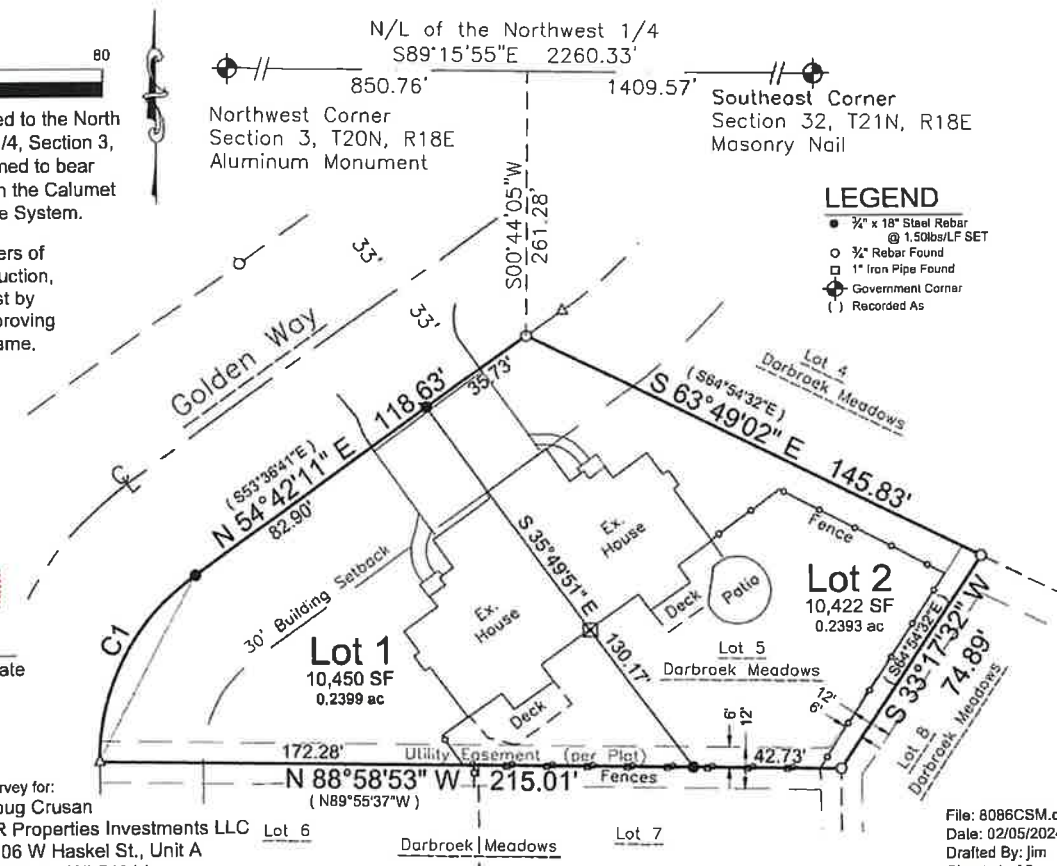 80
N/L of the Northwest 1/4
S89°15'55"E 2260.33'
850.76'
1409.57'
Northwest Corner
Section 3, T20N, R18E
Aluminum Monument
Southeast Corner
Section 32, T21N, R18E
Masonry Nail
ed to the North
/4, Section 3,
ned to bear
n the Calumet
e System.
ers of
uction,
st by
proving
ame.
S00°44'05"W
261.28'
LEGEND
¾" x 18" Steel Rebar
@ 1.50lbs/LF SET
¾" Rebar Found
1" Iron Pipe Found
Government Corner
( ) Recorded As
33'
33'
Golden Way
CL
(S53°36'41"E)
N 54°42'11" E 118.63'
82.90'
35.73'
Lot 4
Darbroek Meadows
(S64°54'32"E)
S 63°49'02" E 145.83'
C1
30' Building Setback
Ex.
House
Ex.
House
S 35°49'51" E
130.17'
Fence
Patio
Deck
Deck
Lot 1
10,450 SF
0.2399 ac
Lot 2
10,422 SF
0.2393 ac
Lot 5
Darbroek Meadows
(S64°54'32"E)
S 33°17'32" W
74.89'
12'
6'
6'
12'
Lot 8
Darbroek Meadows
172.28'
Utility Easement (per Plat)
42.73'
N 88°58'53" W 215.01'
Fences
(N89°55'37"W)
Lot 6
Darbroek Meadows
Lot 7
ate
rvey for:
oug Crusan
R Properties Investments LLC
06 W Haskel St., Unit A
File: 8086CSM.d
Date: 02/05/2024
Drafted By: jim